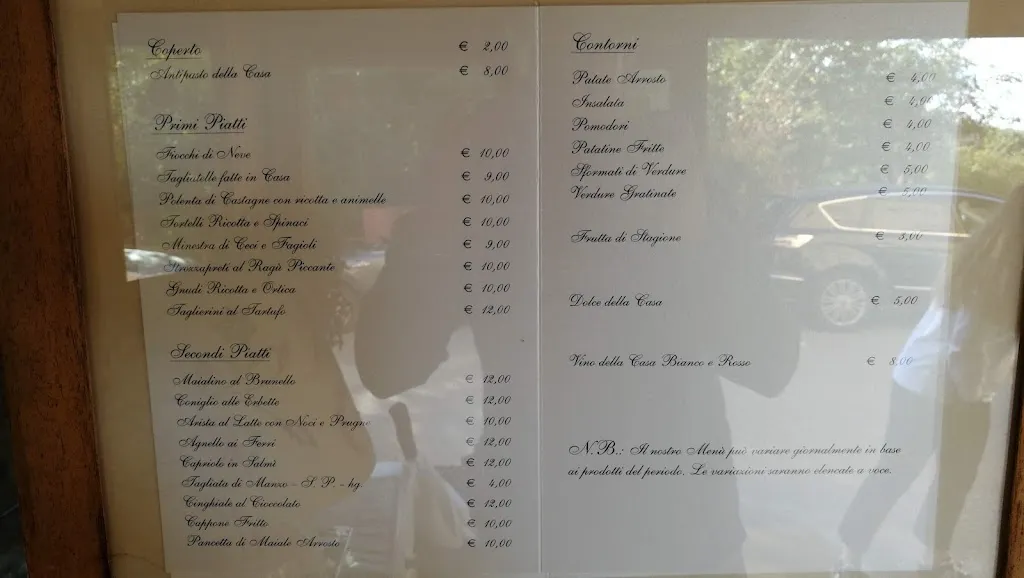 Coperto € 2,00
Antipasto della Casa € 8,00
Primi Piatti
Fiocchi di Neve € 10,00
Tagliatelle fatte in Casa € 9,00
Polenta di Castagne con ricotta e animelle € 10,00
Tortelli Ricotta e Spinaci € 10,00
Minestra di Ceci e Fagioli € 9,00
Strozzapreti al Ragù Piccante € 10,00
Gnudi Ricotta e Ortica € 10,00
Taglierini al Tartufo € 12,00
Secondi Piatti
Maialino al Brunello € 12,00
Coniglio alle Erbette € 12,00
Arista al Latte con Noci e Prugne € 10,00
Agnello ai Ferri € 12,00
Capriolo in Salmì € 12,00
Tagliata di Manzo - S. P. - hg € 4,00
Cinghiale al Cioccolato € 12,00
Cappone Fritto € 10,00
Pancetta di Maiale Arrosto € 10,00
Contorni
Patate Arrosto € 4,00
Insalata € 4,00
Pomodori € 4,00
Patatine Fritte € 4,00
Sformati di Verdure € 5,00
Verdure Gratinate € 5,00
Frutta di Stagione € 3,00
Dolce della Casa € 5,00
Vino della Casa Bianco e Rosso € 8,00
N.B.: Il nostro Menù può variare giornalmente in base
ai prodotti del periodo. Le variazioni saranno elencate a voce.